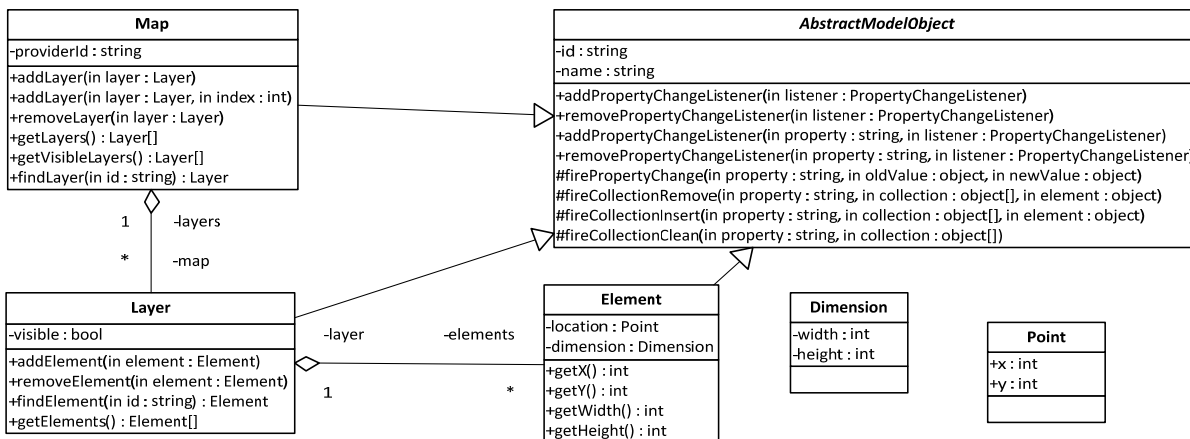 Map
-providerId : string
+addLayer(in layer : Layer)
+addLayer(in layer : Layer, in index : int)
+removeLayer(in layer : Layer)
+getLayers() : Layer[]
+getVisibleLayers() : Layer[]
+findLayer(in id : string) : Layer
AbstractModelObject
-id : string
-name : string
+addPropertyChangeListener(in listener : PropertyChangeListener)
+removePropertyChangeListener(in listener : PropertyChangeListener)
+addPropertyChangeListener(in property : string, in listener : PropertyChangeListener)
+removePropertyChangeListener(in property : string, in listener : PropertyChangeListener)
#firePropertyChange(in property : string, in oldValue : object, in newValue : object)
#fireCollectionRemove(in property : string, in collection : object[], in element : object)
#fireCollectionInsert(in property : string, in collection : object[], in element : object)
#fireCollectionClean(in property : string, in collection : object[])
1 -layers
* -map
Layer
-visible : bool
+addElement(in element : Element)
+removeElement(in element : Element)
+findElement(in id : string) : Element
+getElements() : Element[]
-layer -elements
1 *
Element
-location : Point
-dimension : Dimension
+getX() : int
+getY() : int
+getWidth() : int
+getHeight() : int
Dimension
-width : int
-height : int
Point
+x : int
+y : int